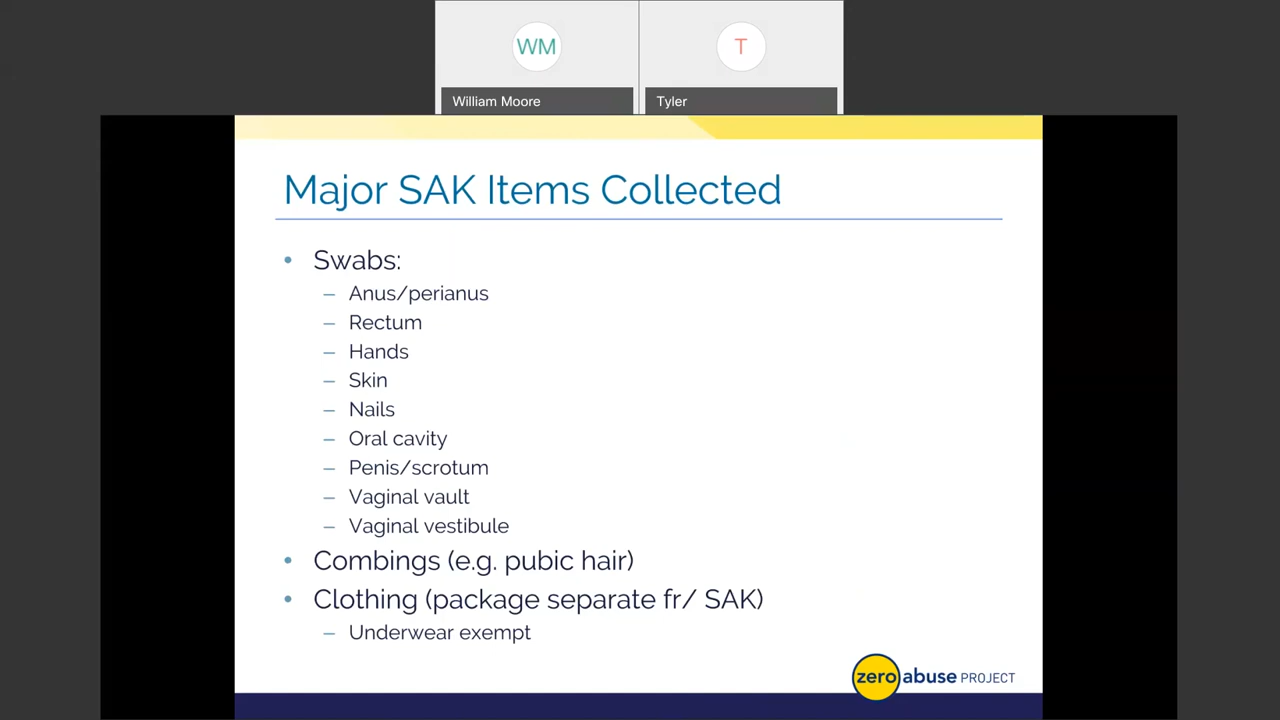 WM
T
William Moore
Tyler
Major SAK Items Collected
• Swabs:
– Anus/perianus
– Rectum
– Hands
– Skin
– Nails
– Oral cavity
– Penis/scrotum
– Vaginal vault
– Vaginal vestibule
• Combings (e.g. pubic hair)
• Clothing (package separate fr/ SAK)
– Underwear exempt
zero abuse PROJECT